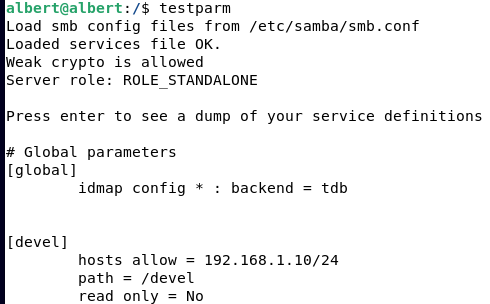 albert@albert:/$ testparm
Load smb config files from /etc/samba/smb.conf
Loaded services file OK.
Weak crypto is allowed
Server role: ROLE_STANDALONE
Press enter to see a dump of your service definitions
# Global parameters
[global]
idmap config * : backend = tdb
[devel]
hosts allow = 192.168.1.10/24
path = /devel
read only = No